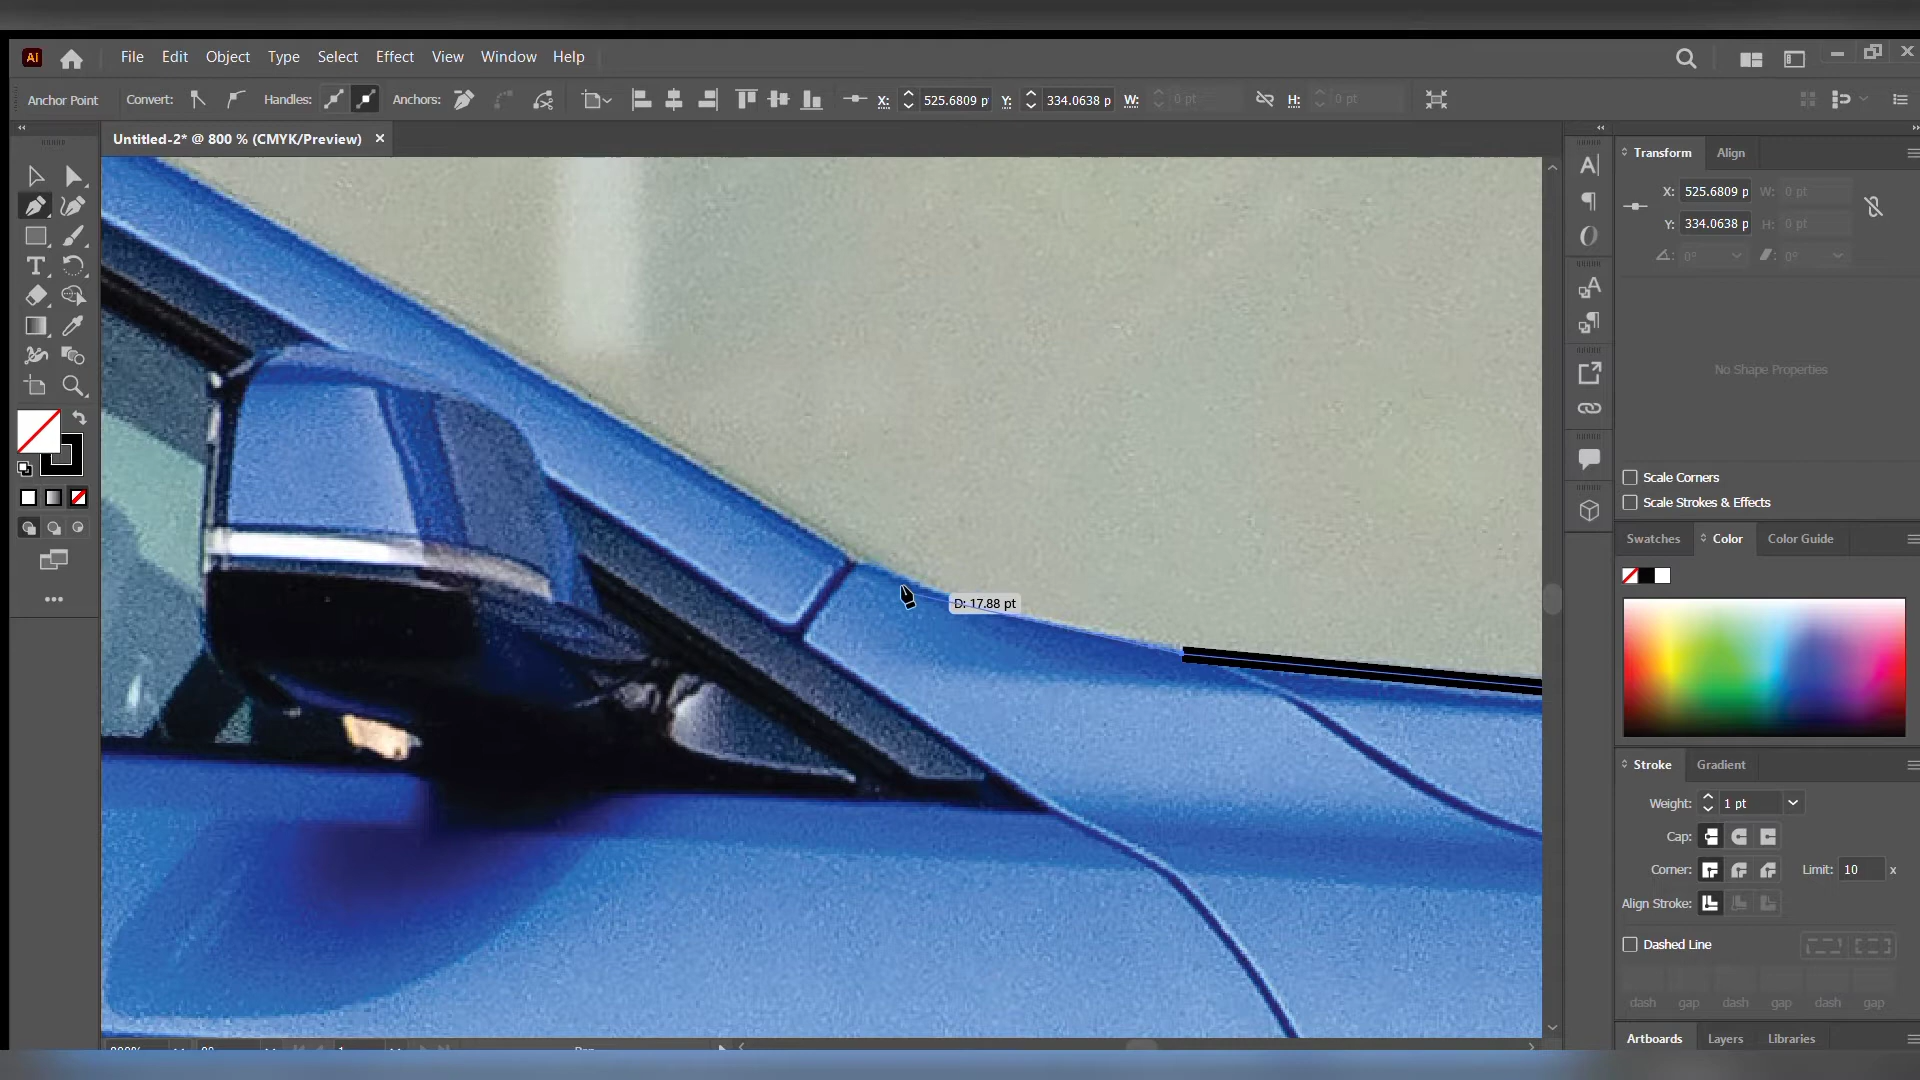 Ai File Edit Object Type Select Effect View Window Help
Anchor Point Convert: Handles: Anchors: X: 525.6809 p Y: 334.0638 p W: 0 pt H: 0 pt
Untitled-2* @ 800 % (CMYK/Preview) ×
Transform Align
X: 525.6809 p W: 0 pt
Y: 334.0638 p H: 0 pt
0° 0°
No Shape Properties
Scale Corners
Scale Strokes & Effects
Swatches Color Color Guide
D: 17.88 pt
Stroke Gradient
Weight: 1 pt
Cap:
Corner: Limit: 10 x
Align Stroke:
Dashed Line
dash gap dash gap dash gap
Artboards Layers Libraries